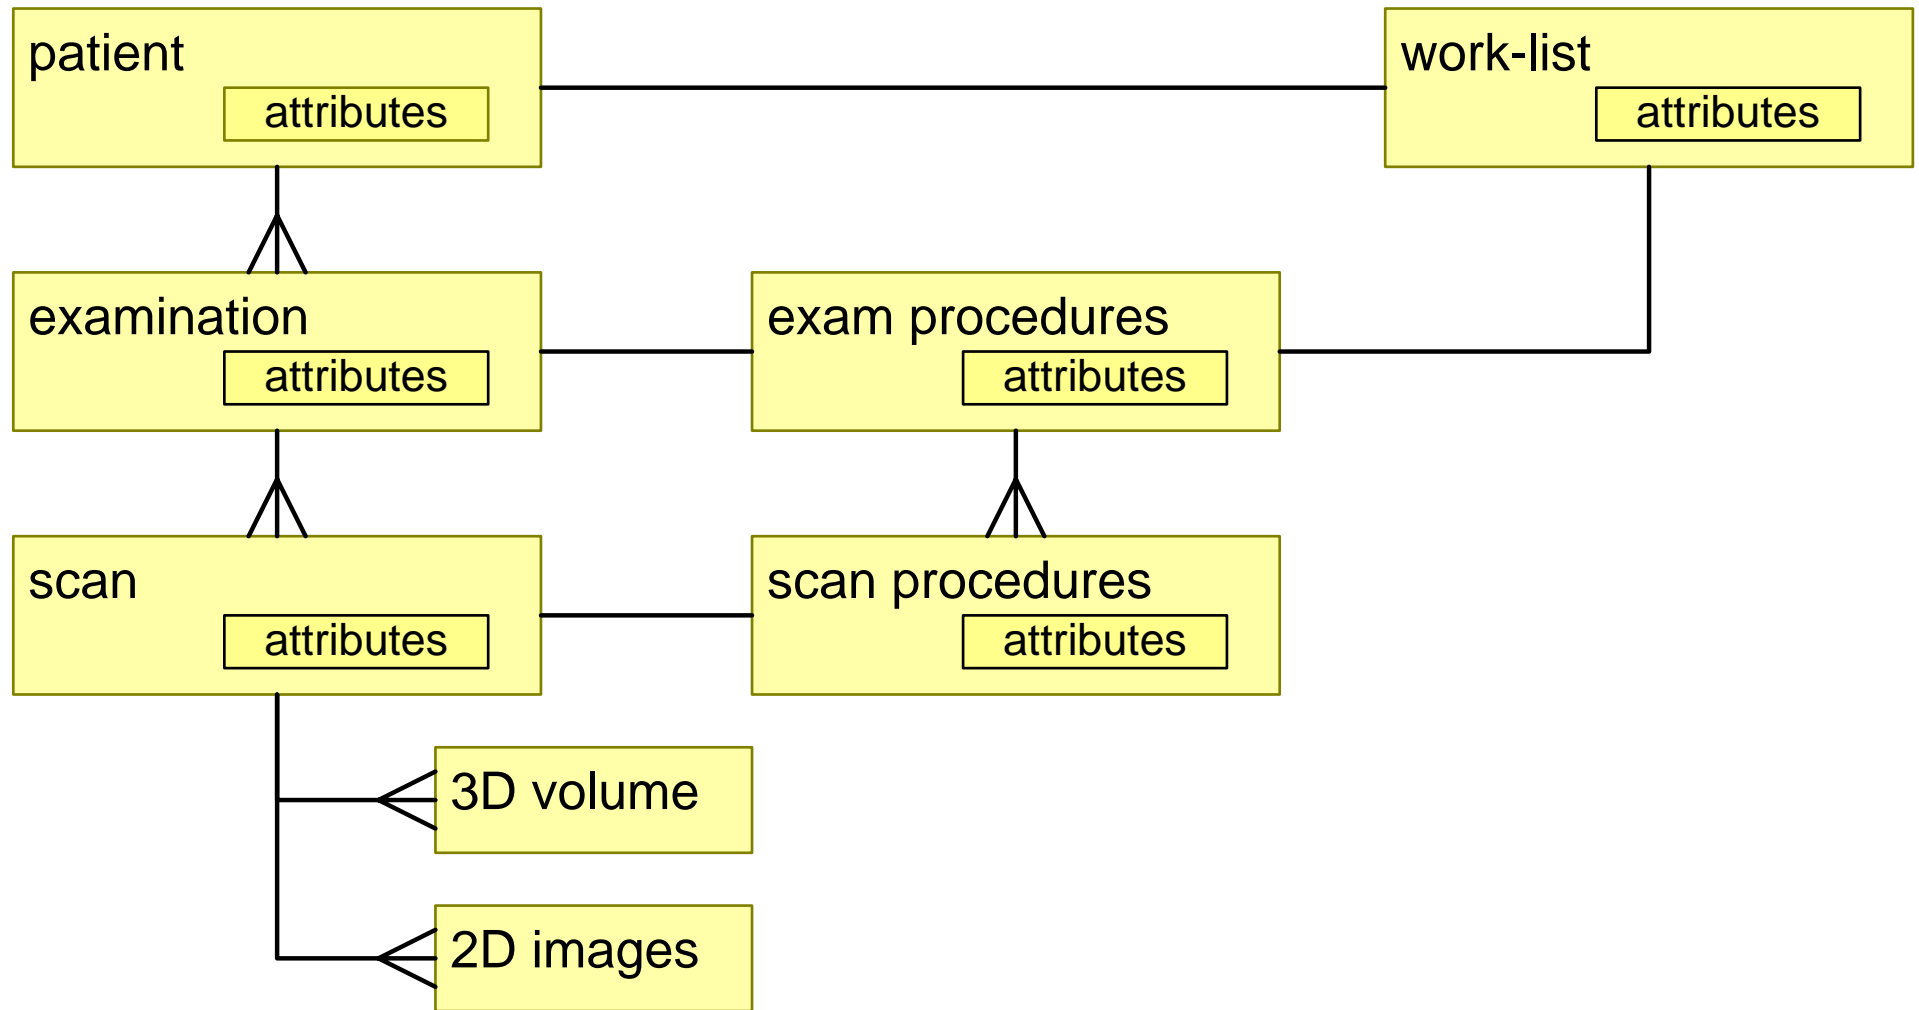 patient
attributes
work-list
attributes
examination
attributes
exam procedures
attributes
scan
attributes
scan procedures
attributes
3D volume
2D images